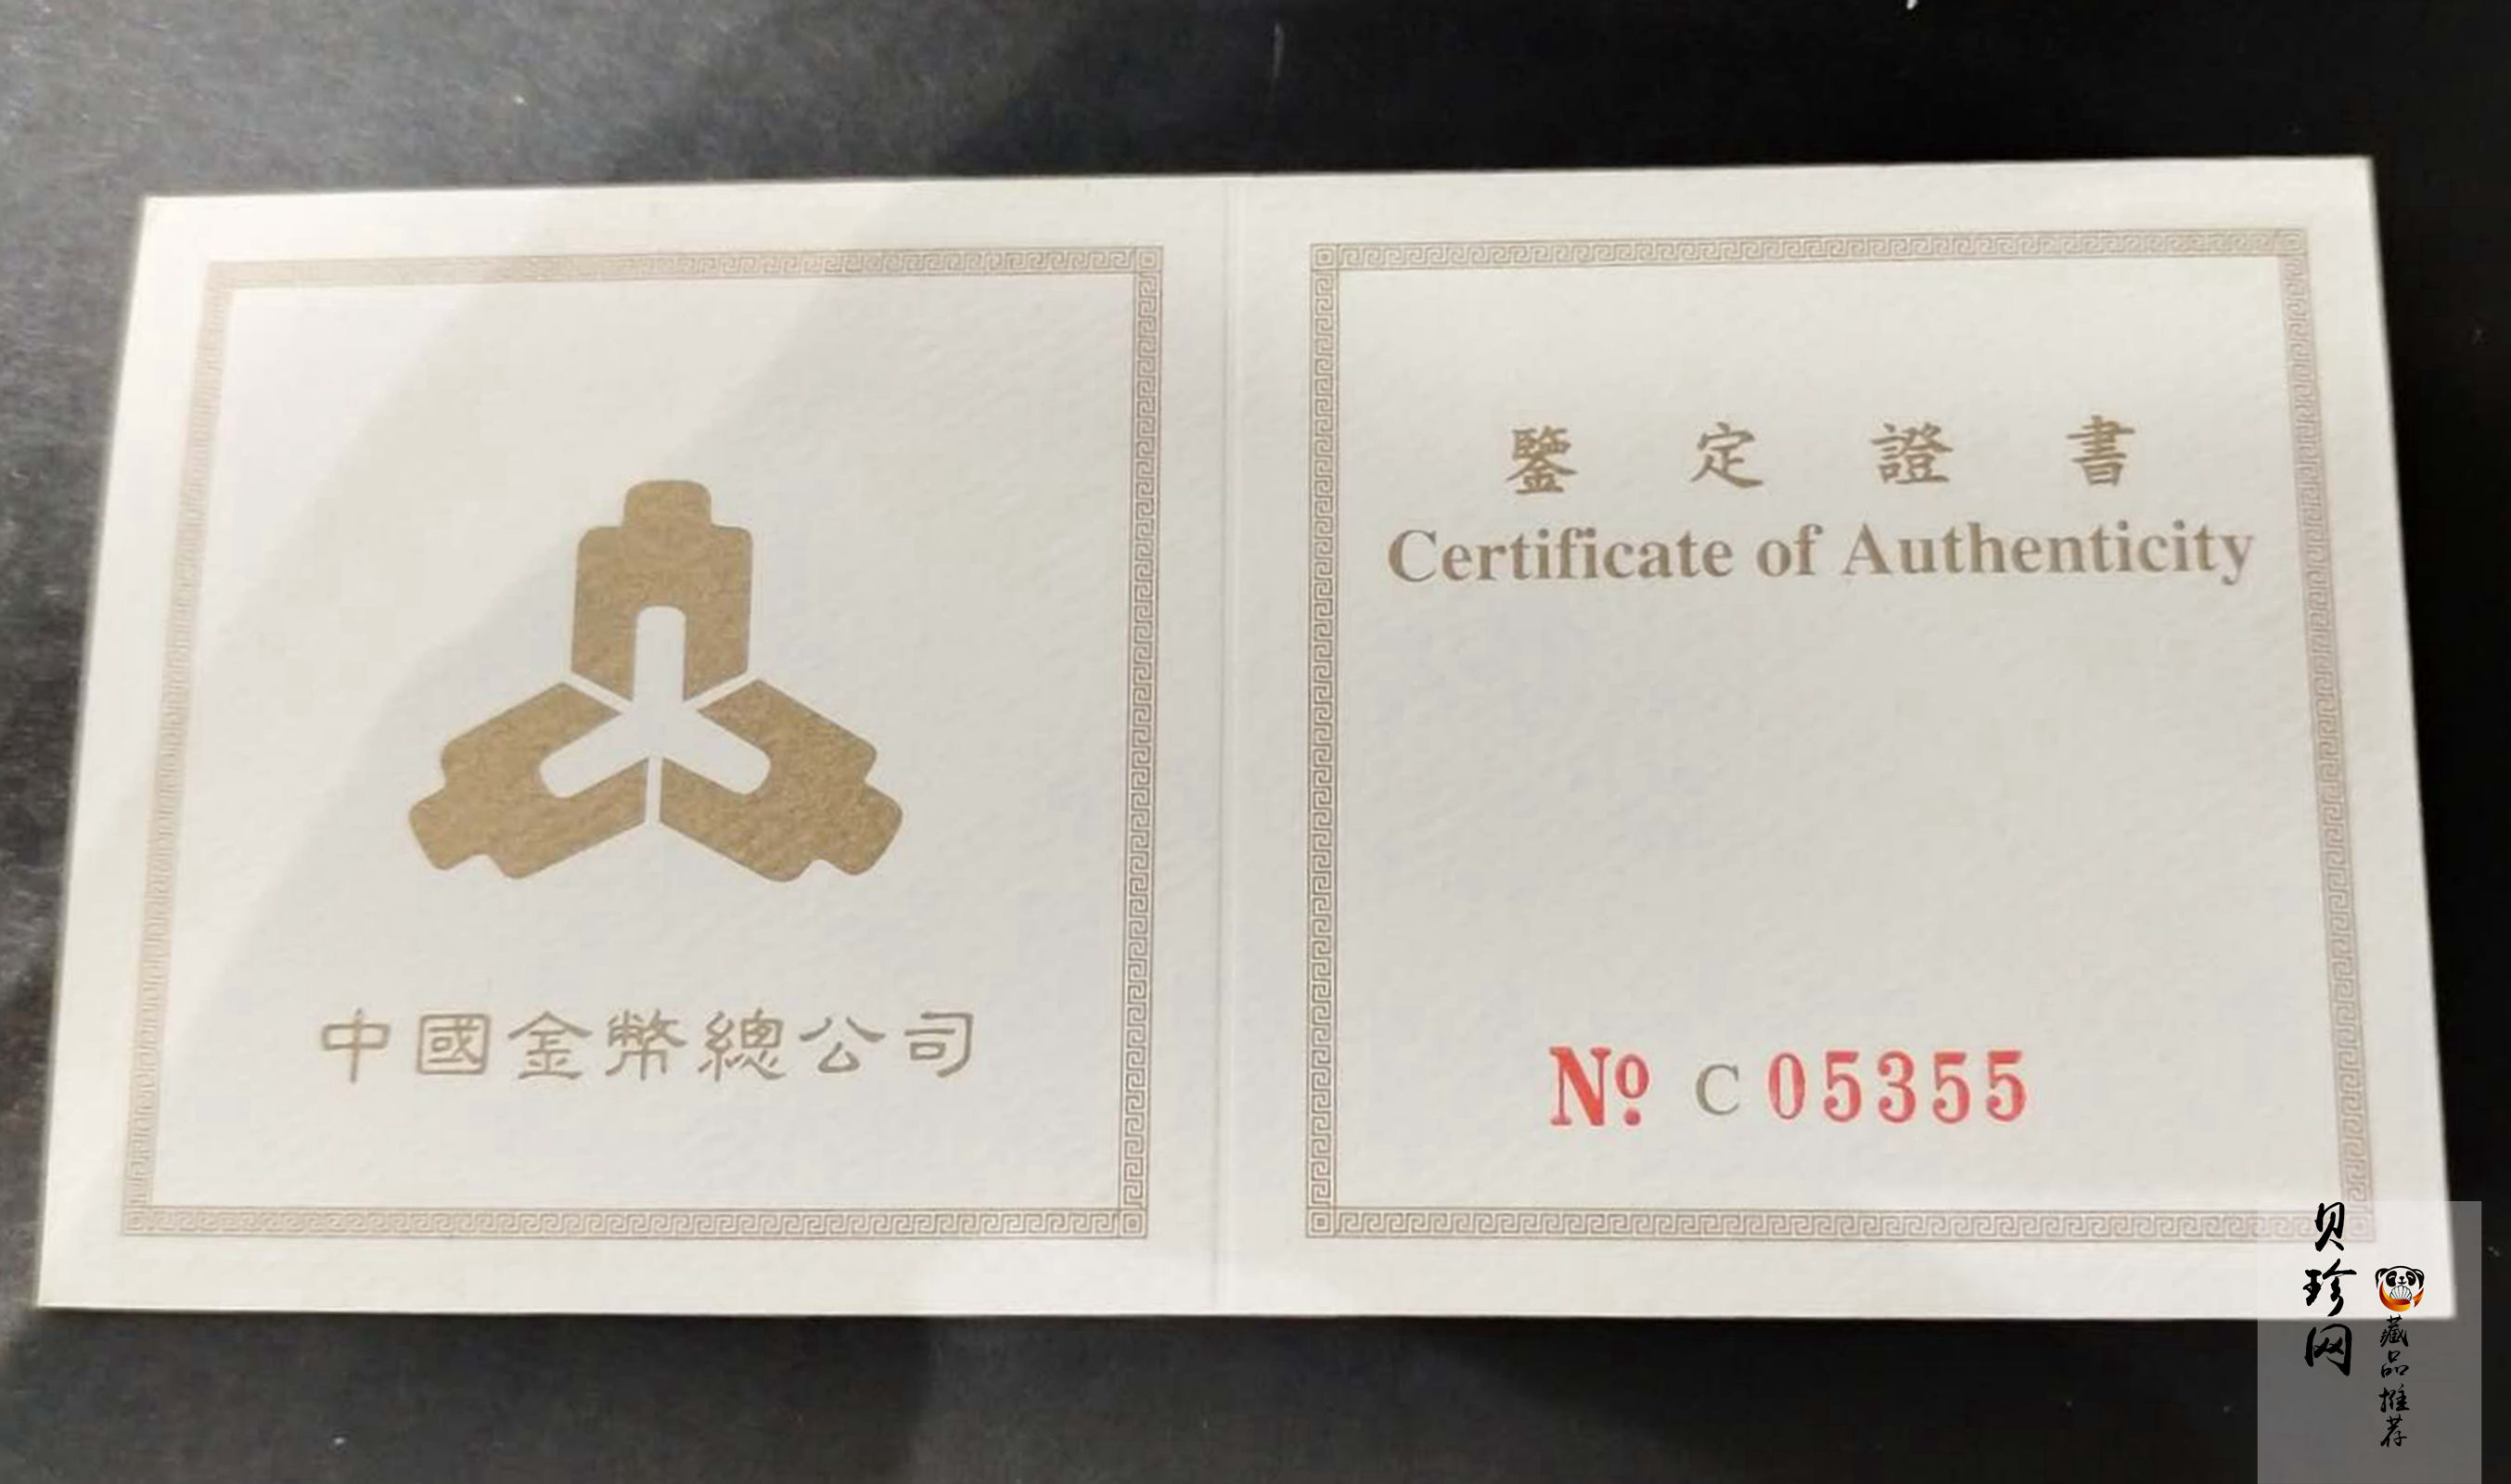 中國金幣總公司
鑒定證書
Certificate of Authenticity
Nº C 05355
贝珍网
藏品推荐